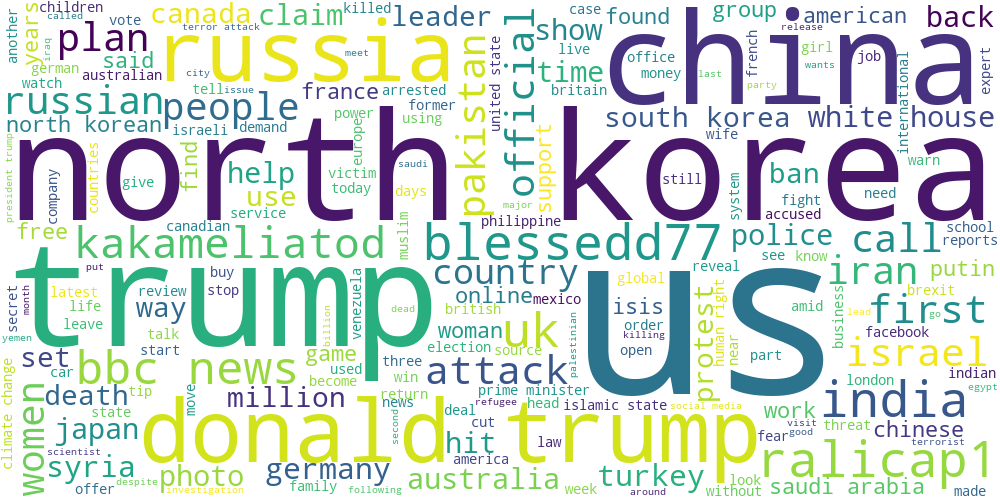 children
another
years
plan
said
german
australian
watch
russian
north korean
canada
vote
terror attack
killed
claim
leader
russia
tell
issue
city
arrested
france
people
israeli
demand
former
power
using
europe
iraq
meet
back
group
found
show
official
time
united state
pakistan
case
live
office
money
britain
french
girl
release
last
wants
party
china
american
job
expert
international
south korea
white house
president trump
company
countries
free
north korea
find
give
help
use
service
canadian
victim
today
days
saudi
muslim
major
support
philippine
wife
still
system
ban
fight
accused
warn
need
school
reports
kakameliatod
blessedd77
police
call
see
know
secret
month
latest
life
leave
put
buy
review
stop
way
talk
start
trump
billion
venezuela
dead
country
online
british
woman
mexico
uk
us
global
isis
order
open
killing
palestinian
reveal
human right
near
protest
part
amid
business
iran
putin
first
brexit
lead
go
facebook
yemen
set
car
bbc news
game
used
become
three
win
election
return
source
attack
prime minister
israel
london
indian
egypt
climate change
women
death
tip
state
million
move
deal
news
second
cut
head
refugee
islamic state
law
social media
work
visit
good
fear
threat
india
chinese
terrorist
japan
syria
scientist
offer
despite
photo
investigation
donald trump
germany
family
america
following
hit
australia
week
turkey
around
without
look
saudi arabia
ralicap1
made